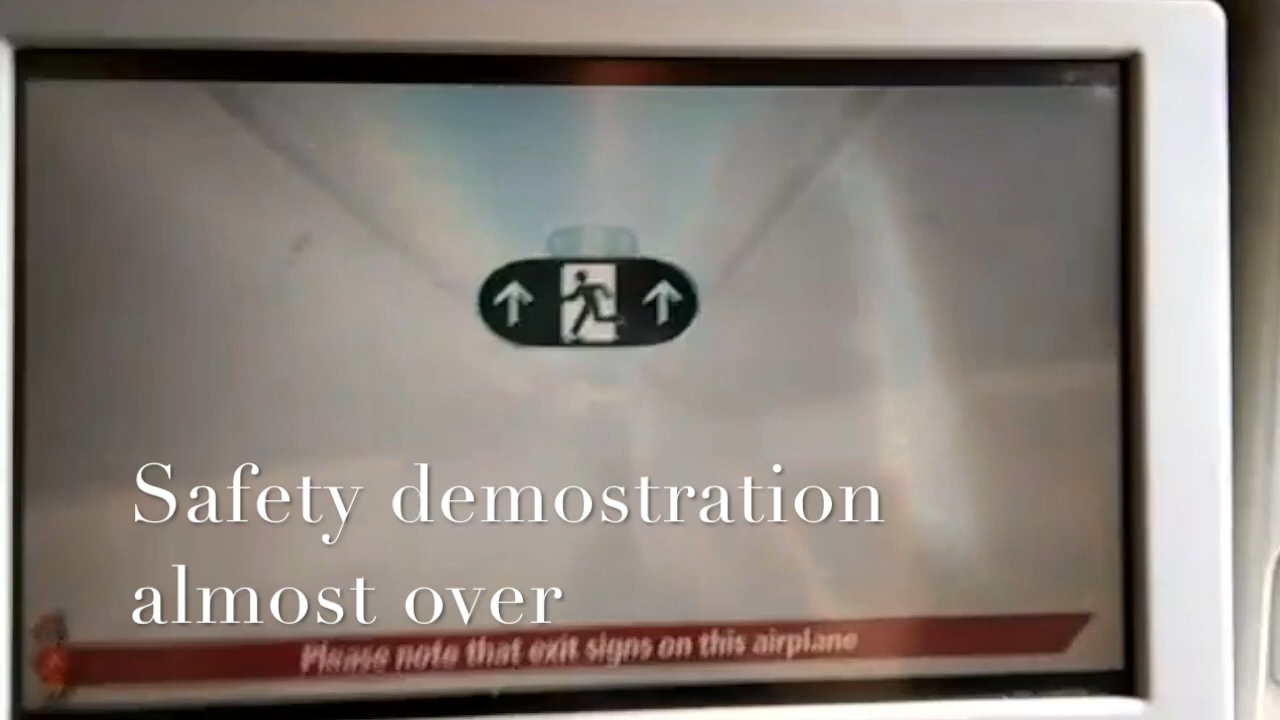 Safety demostration
almost over
Please note that exit signs on this airplane